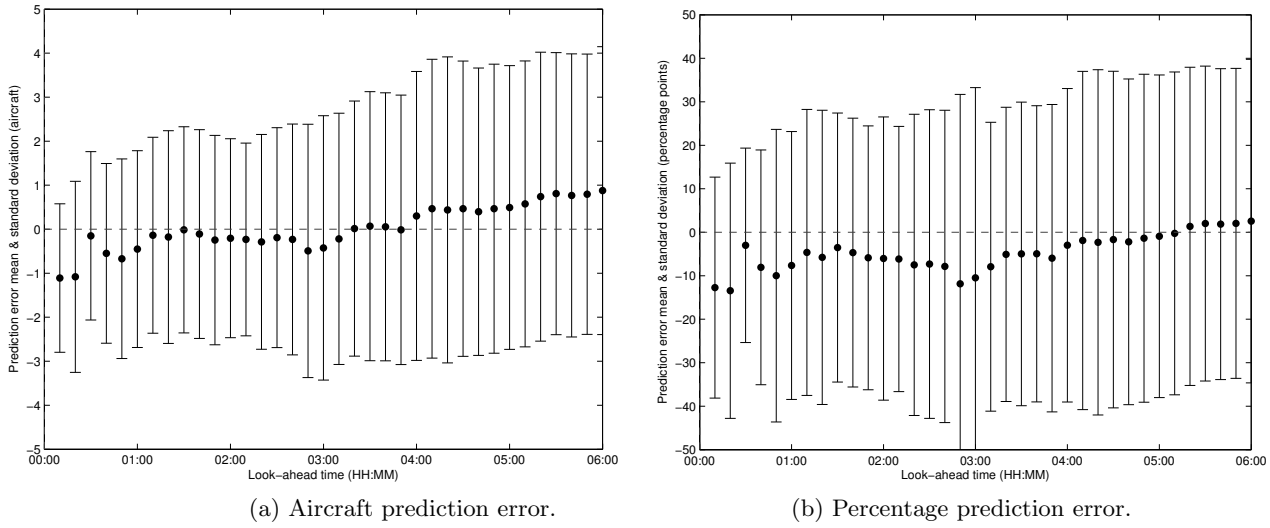 5
4
3
2
1
0
−1
−2
−3
−4
−5
00:00 01:00 02:00 03:00 04:00 05:00 06:00
Look−ahead time (HH:MM)
Prediction error mean & standard deviation (aircraft)
(a) Aircraft prediction error.
50
40
30
20
10
0
−10
−20
−30
−40
−50
00:00 01:00 02:00 03:00 04:00 05:00 06:00
Look−ahead time (HH:MM)
Prediction error mean & standard deviation (percentage points)
(b) Percentage prediction error.